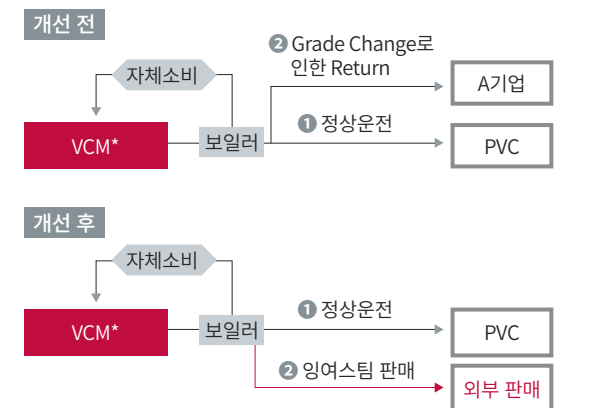 개선 전
❷ Grade Change로
인한 Return
자체소비
A기업
❶ 정상운전
VCM*
보일러
PVC
개선 후
자체소비
❶ 정상운전
VCM*
보일러
PVC
❷ 잉여스팀 판매
외부 판매